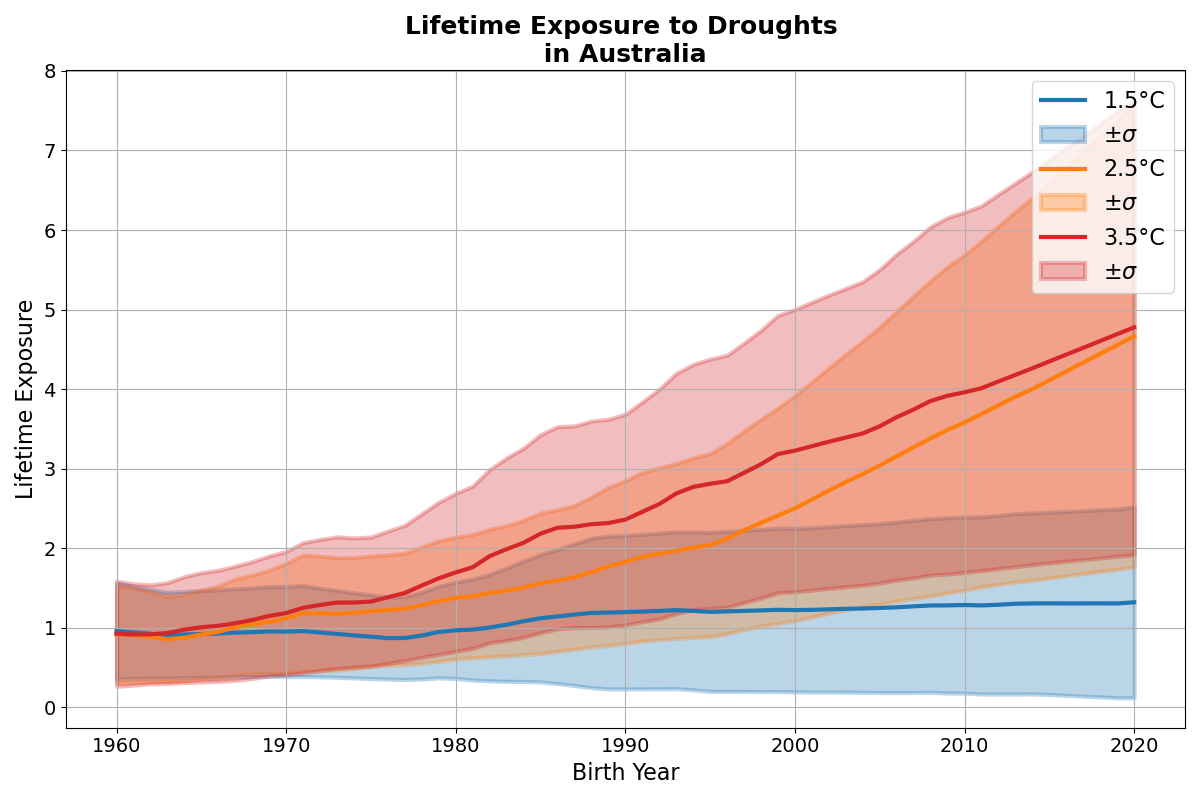 Lifetime Exposure to Droughts
in Australia
8
7
6
5
4
3
2
1
0
Lifetime Exposure
1.5°C
±σ
2.5°C
±σ
3.5°C
±σ
1960 1970 1980 1990 2000 2010 2020
Birth Year